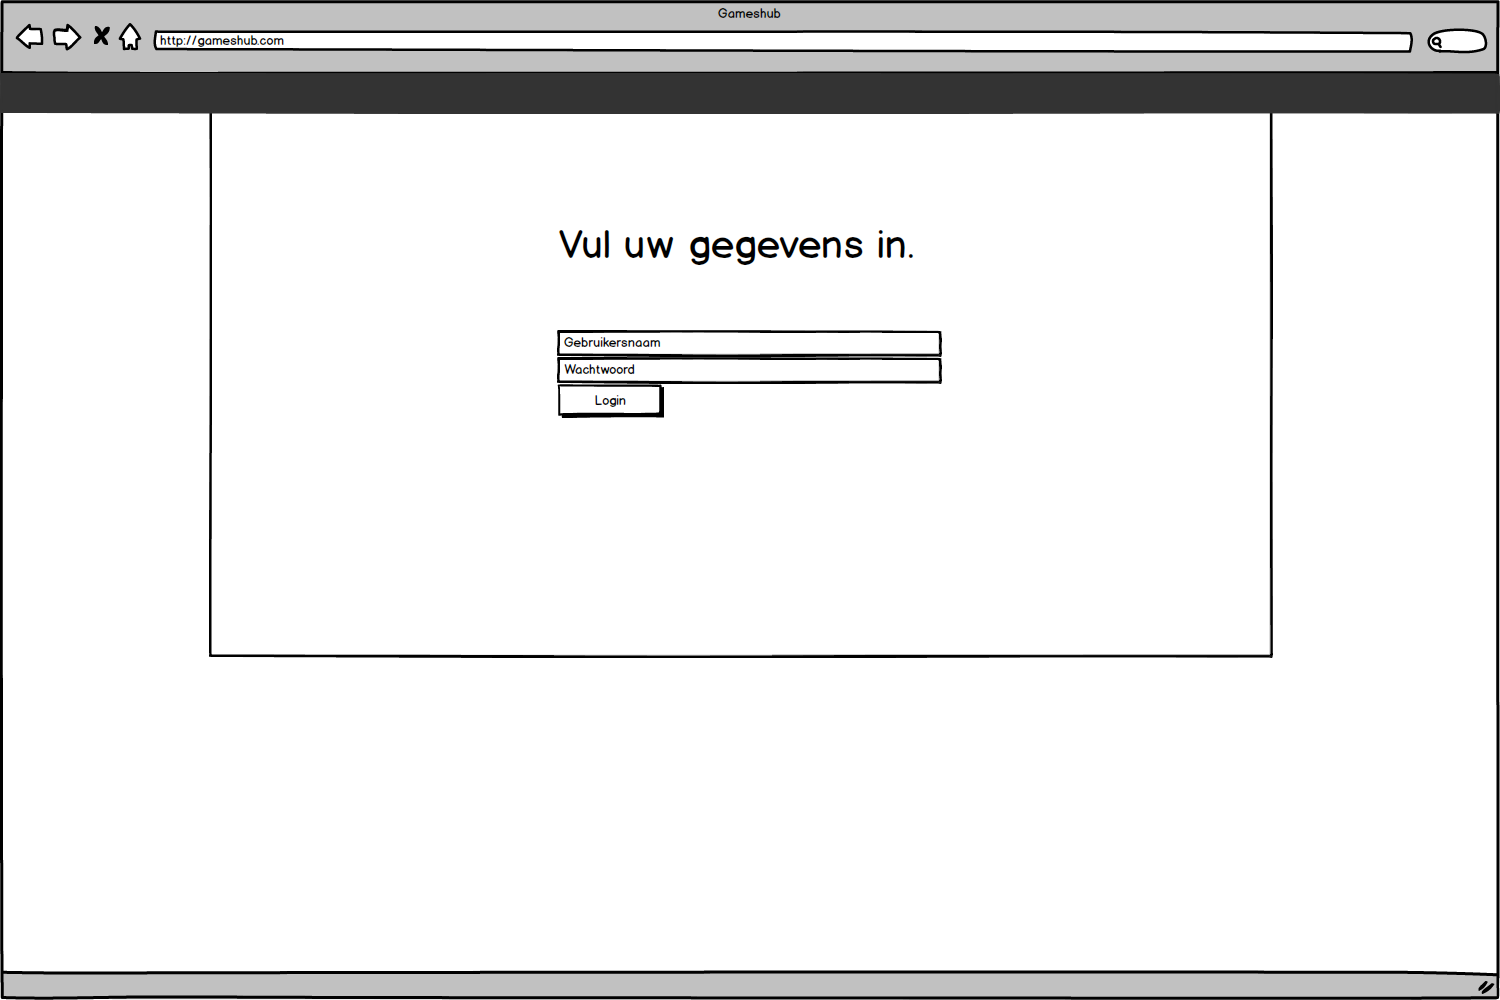 Gameshub
http://gameshub.com
Vul uw gegevens in.
Gebruikersnaam
Wachtwoord
Login